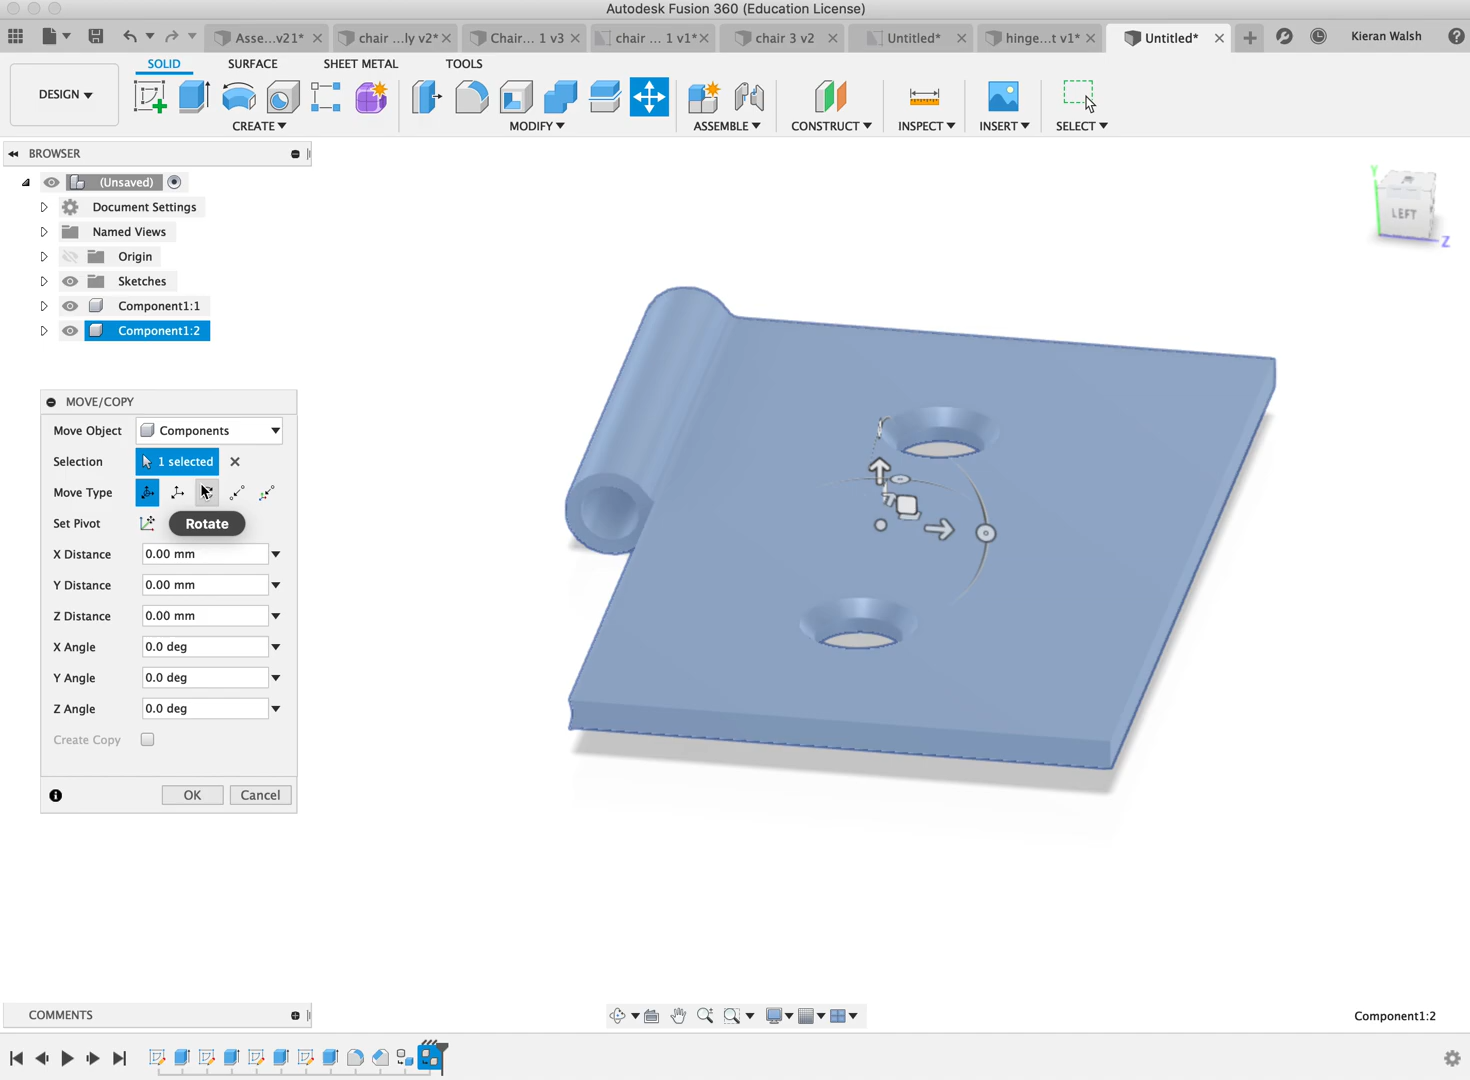 Autodesk Fusion 360 (Education License)
Asse...v21*
chair ...ly v2*
Chair... 1 v3
chair ... 1 v1*
chair 3 v2
Untitled*
hinge...t v1*
Untitled*
Kieran Walsh
DESIGN
SOLID
SURFACE
SHEET METAL
TOOLS
CREATE
MODIFY
ASSEMBLE
CONSTRUCT
INSPECT
INSERT
SELECT
BROWSER
(Unsaved)
Document Settings
Named Views
Origin
Sketches
Component1:1
Component1:2
Y
LEFT
Z
MOVE/COPY
Move Object
Components
Selection
1 selected
Move Type
Set Pivot
Rotate
X Distance
0.00 mm
Y Distance
0.00 mm
Z Distance
0.00 mm
X Angle
0.0 deg
Y Angle
0.0 deg
Z Angle
0.0 deg
Create Copy
OK
Cancel
COMMENTS
Component1:2